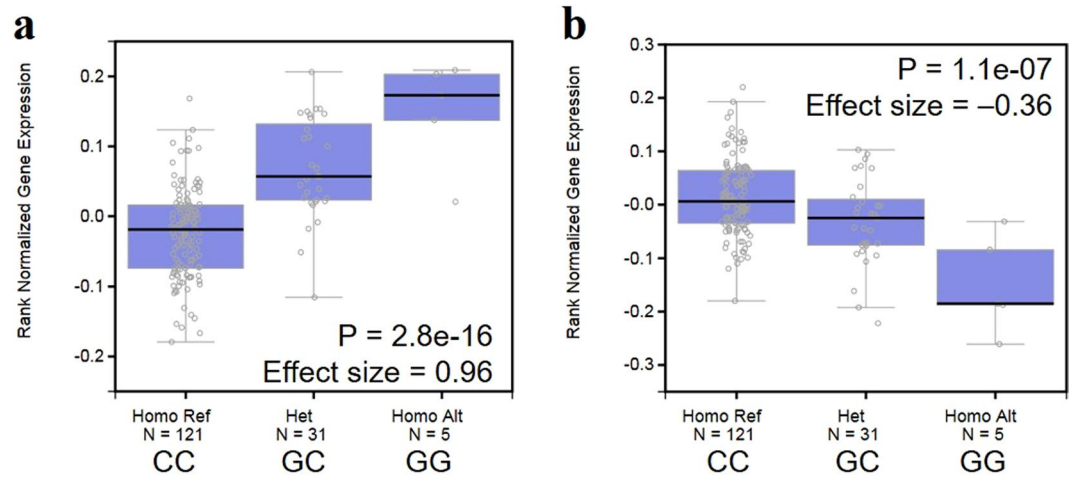 a
Rank Normalized Gene Expression
0.2
0.1
0.0
-0.1
-0.2
P = 2.8e-16
Effect size = 0.96
Homo Ref
N = 121
CC
Het
N = 31
GC
Homo Alt
N = 5
GG
b
Rank Normalized Gene Expression
0.3
0.2
0.1
-0.0
-0.1
-0.2
-0.3
P = 1.1e-07
Effect size = –0.36
Homo Ref
N = 121
CC
Het
N = 31
GC
Homo Alt
N = 5
GG